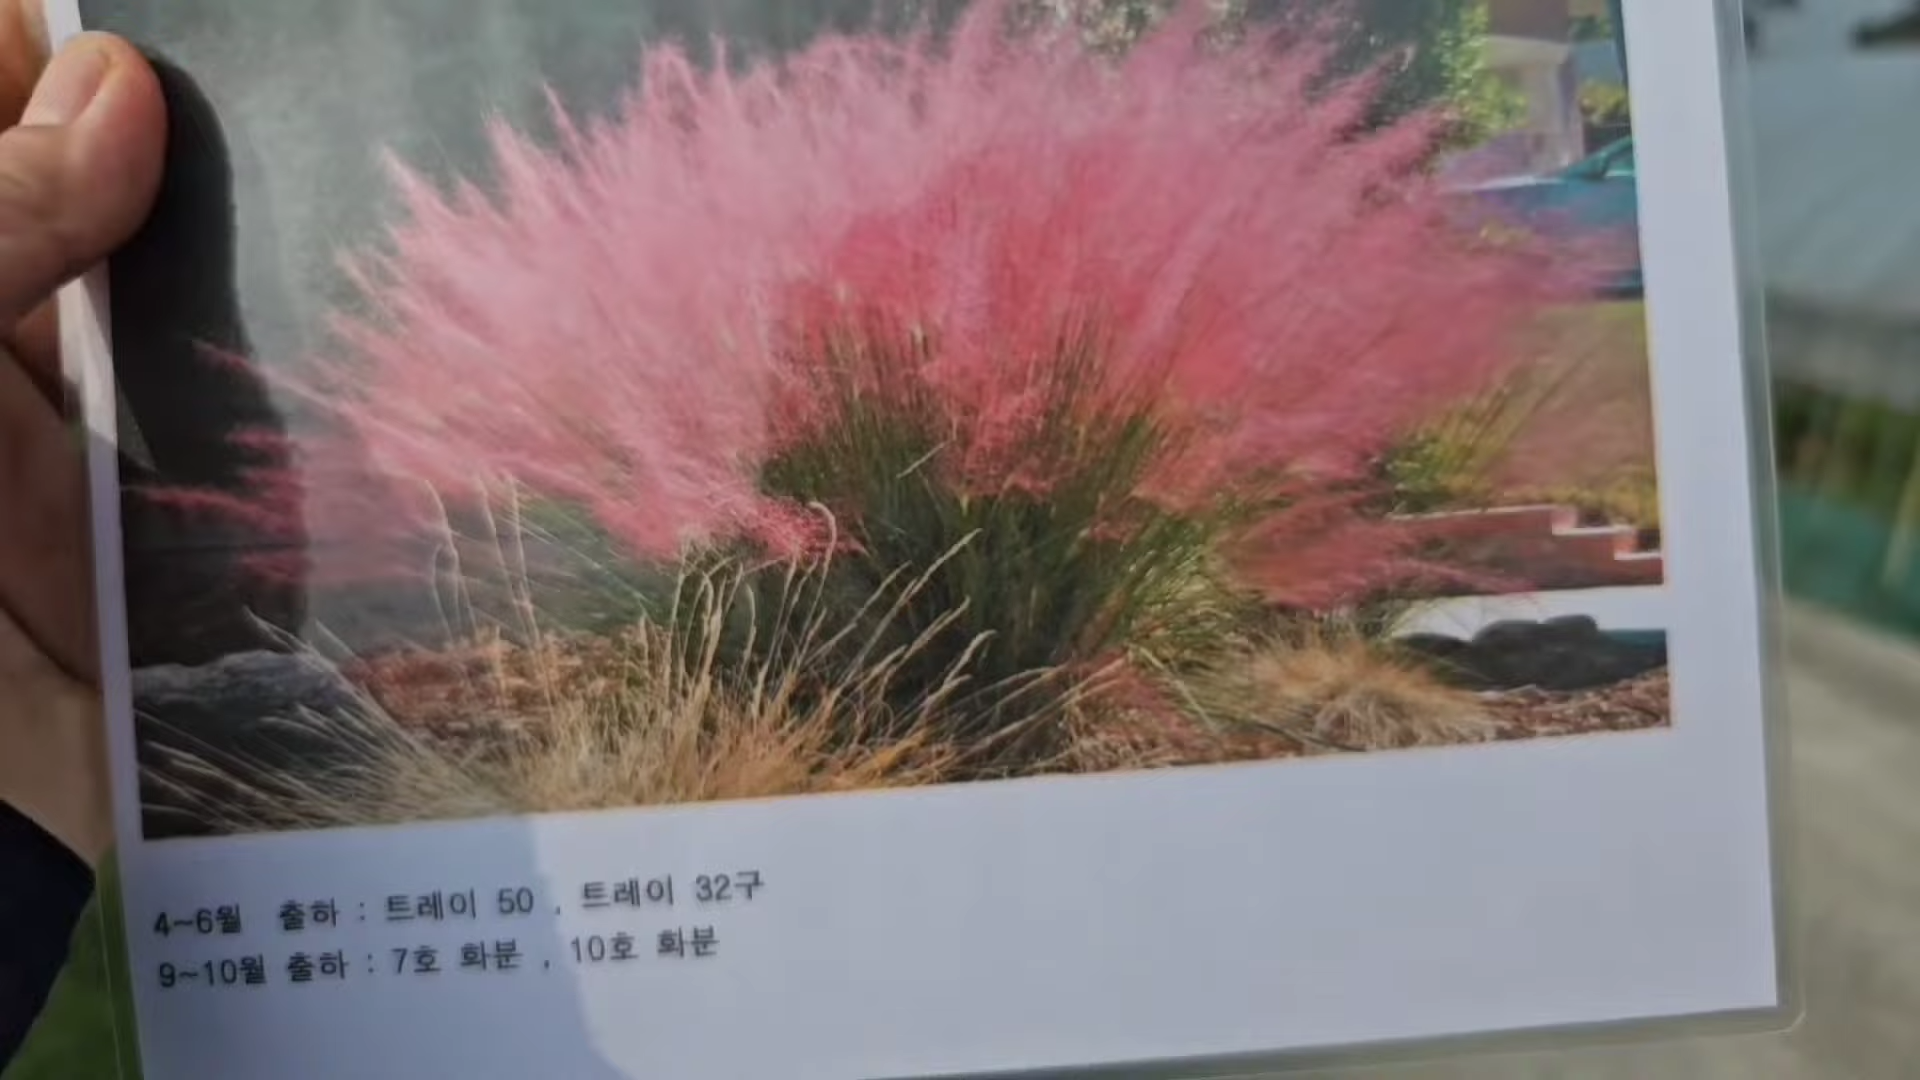 4~6월 출하 : 트레이 50 , 트레이 32구
9~10월 출하 : 7호 화분 , 10호 화분